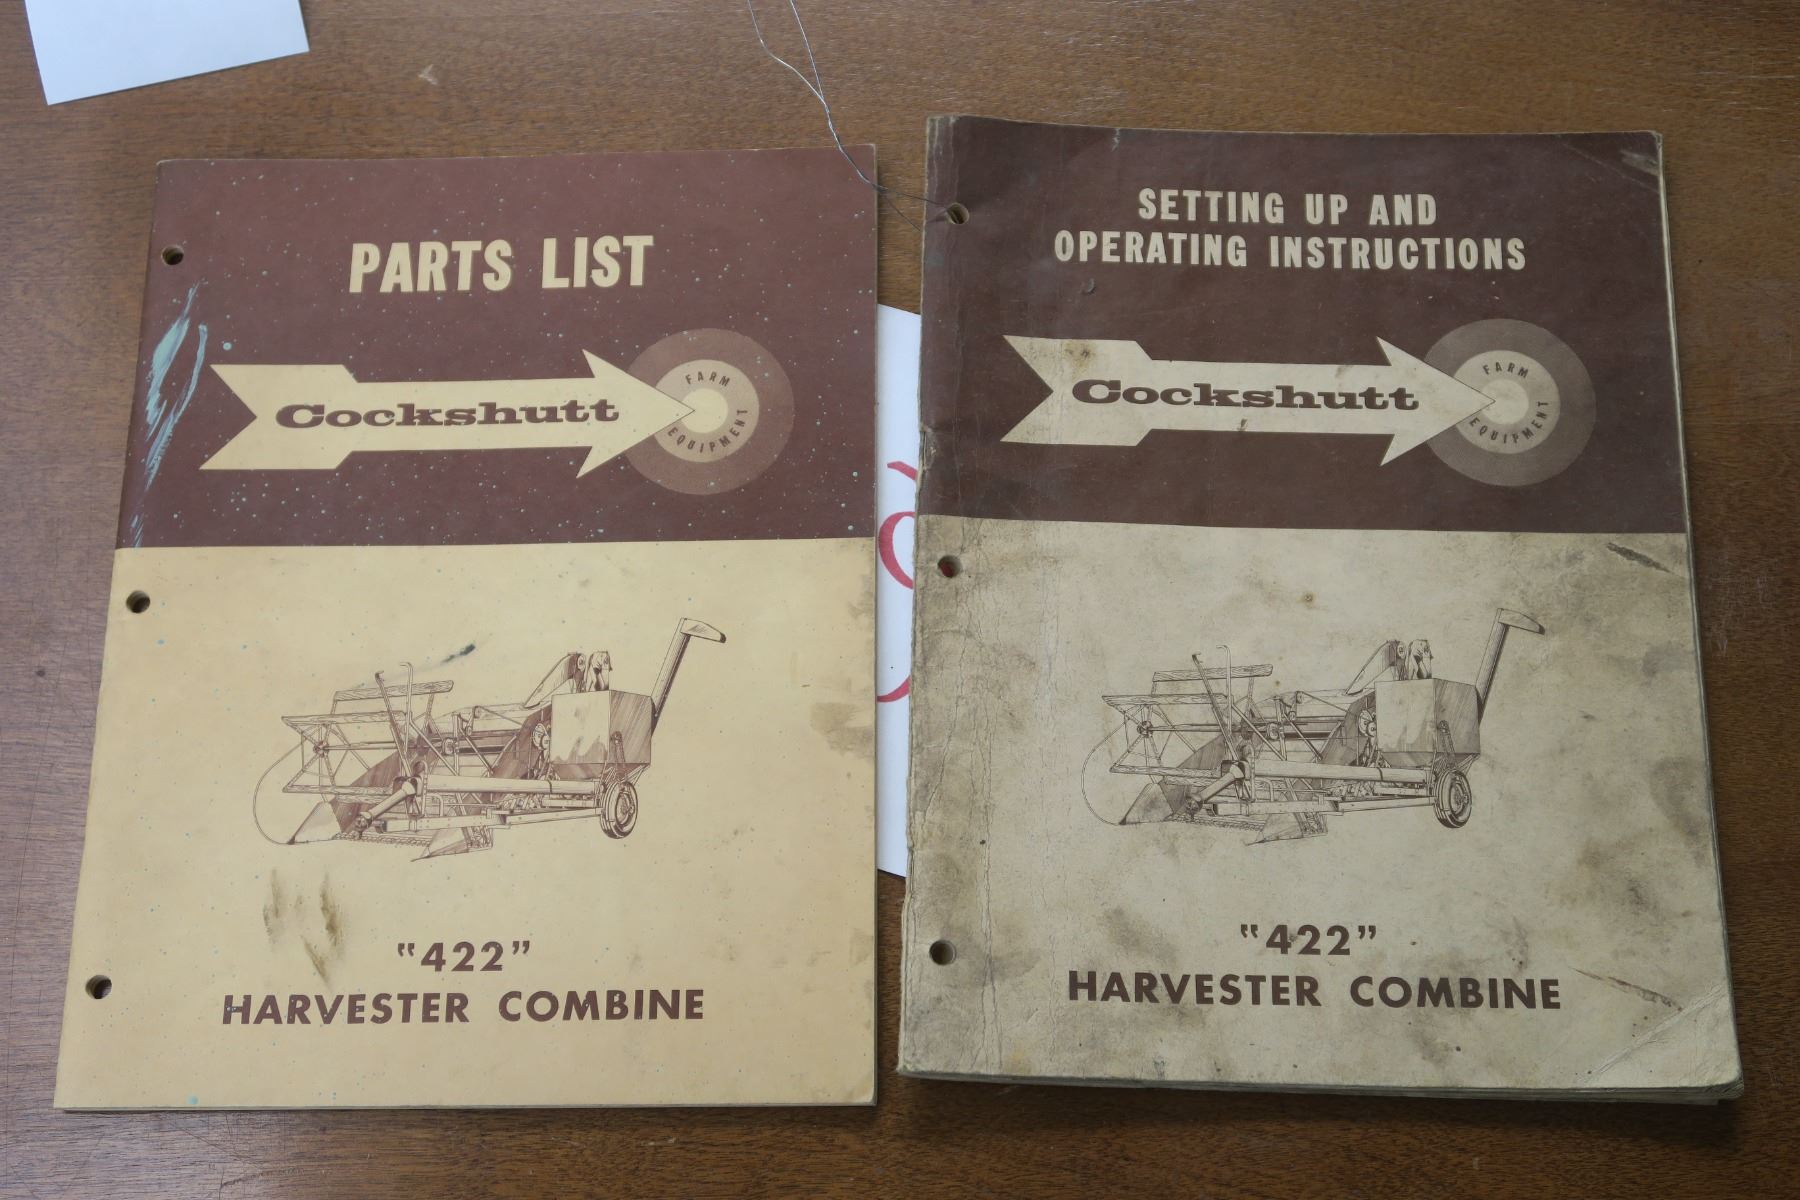 PARTS LIST
Cockshutt
FARM
EQUIPMENT
"422"
HARVESTER COMBINE
SETTING UP AND
OPERATING INSTRUCTIONS
Cockshutt
FARM
EQUIPMENT
"422"
HARVESTER COMBINE